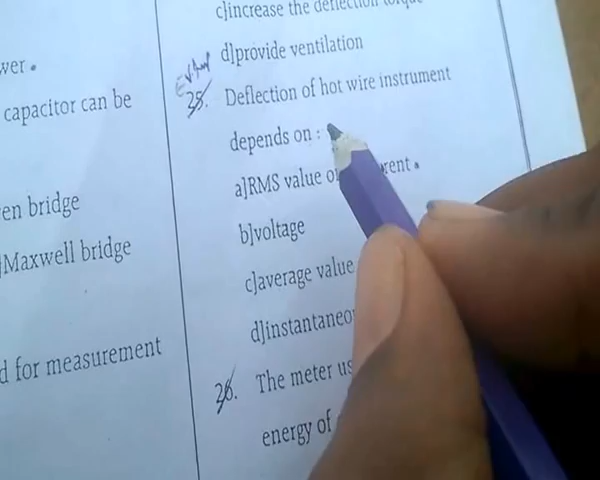 wer.
capacitor can be
en bridge
]Maxwell bridge
d for measurement
c]increase the deflection torque
d]provide ventilation
25. Deflection of hot wire instrument
depends on :
a]RMS value
b]voltage
c]average value
d]instantaneo
26. The meter us
energy of